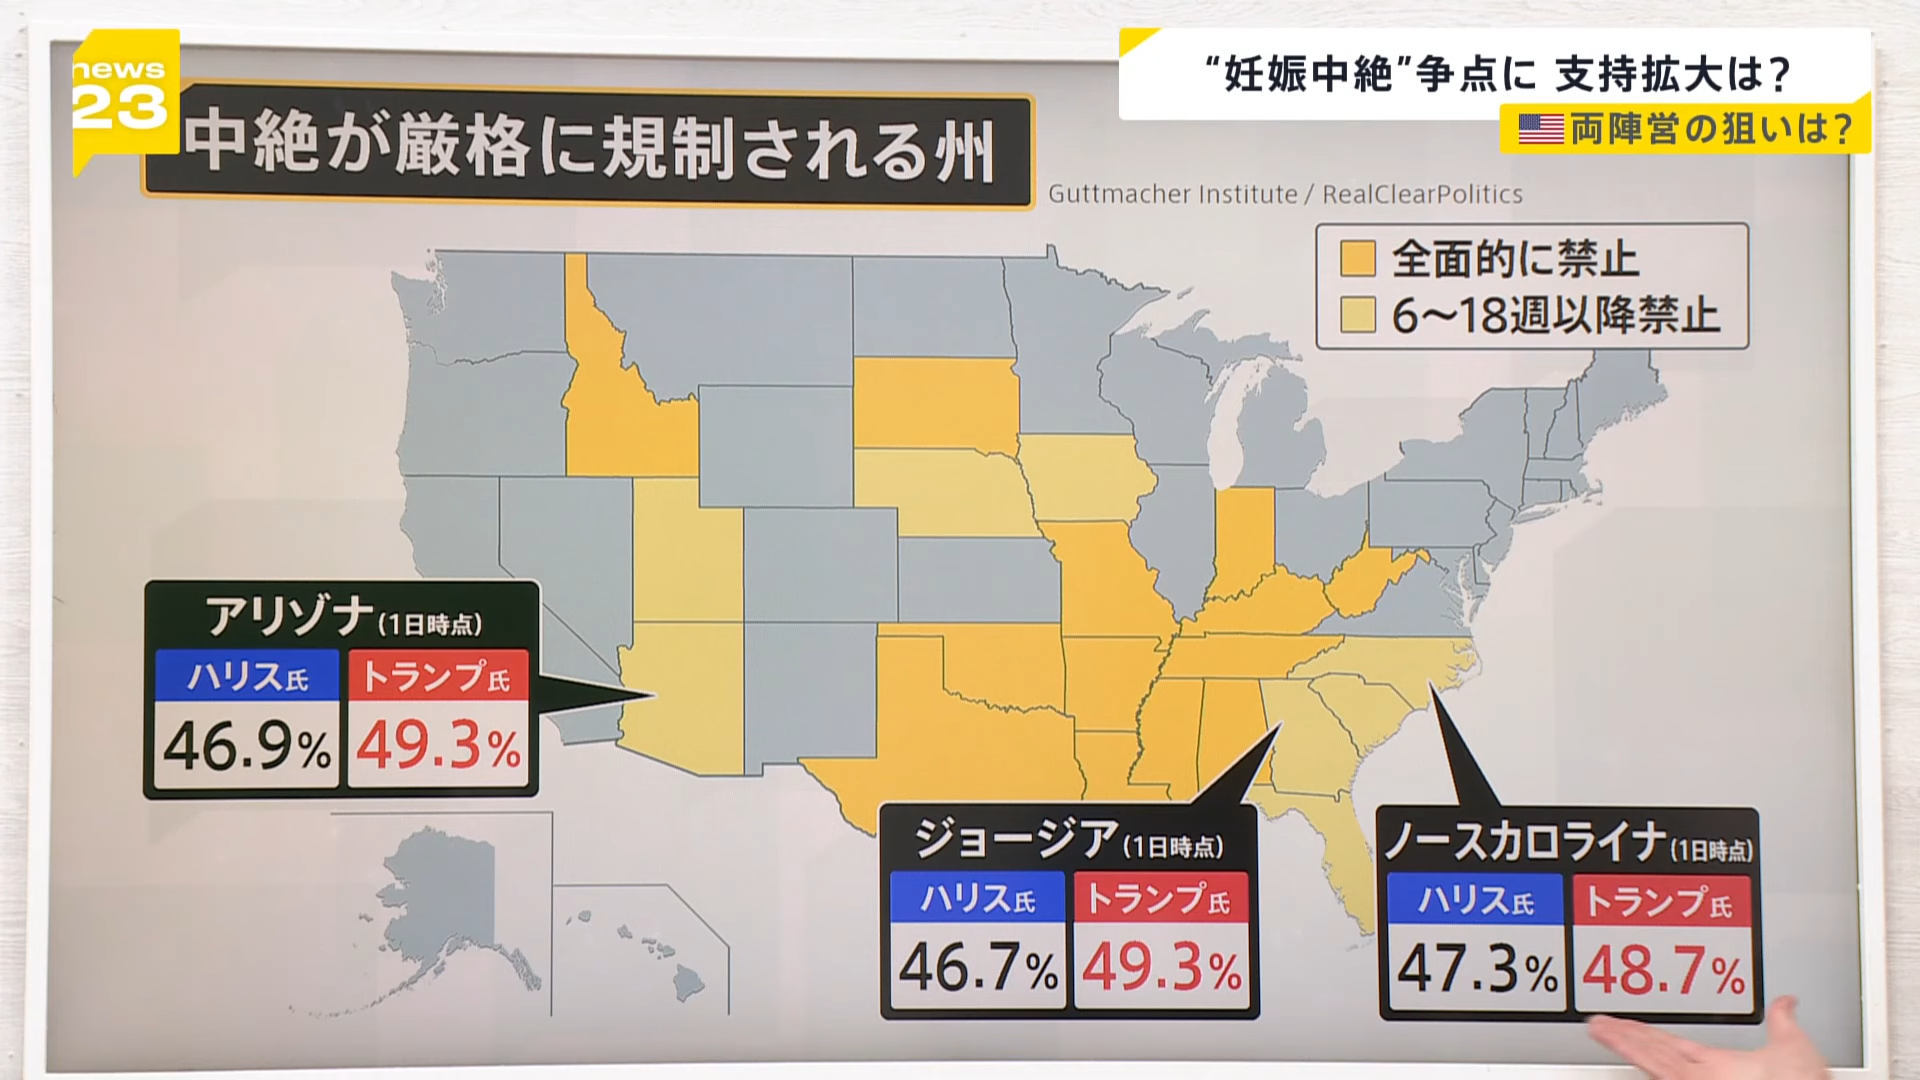 news
23
“妊娠中絶”争点に 支持拡大は？
両陣営の狙いは？
中絶が厳格に規制される州
Guttmacher Institute / RealClearPolitics
全面的に禁止
6〜18週以降禁止
アリゾナ(1日時点)
ハリス氏 トランプ氏
46.9% 49.3%
ジョージア(1日時点)
ハリス氏 トランプ氏
46.7% 49.3%
ノースカロライナ(1日時点)
ハリス氏 トランプ氏
47.3% 48.7%